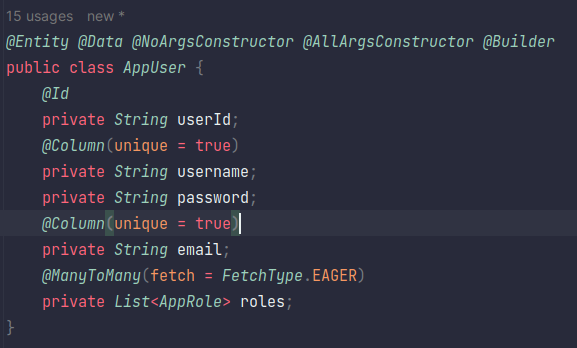 15 usages   new *
@Entity @Data @NoArgsConstructor @AllArgsConstructor @Builder
public class AppUser {
    @Id
    private String userId;
    @Column(unique = true)
    private String username;
    private String password;
    @Column(unique = true)
    private String email;
    @ManyToMany(fetch = FetchType.EAGER)
    private List<AppRole> roles;
}